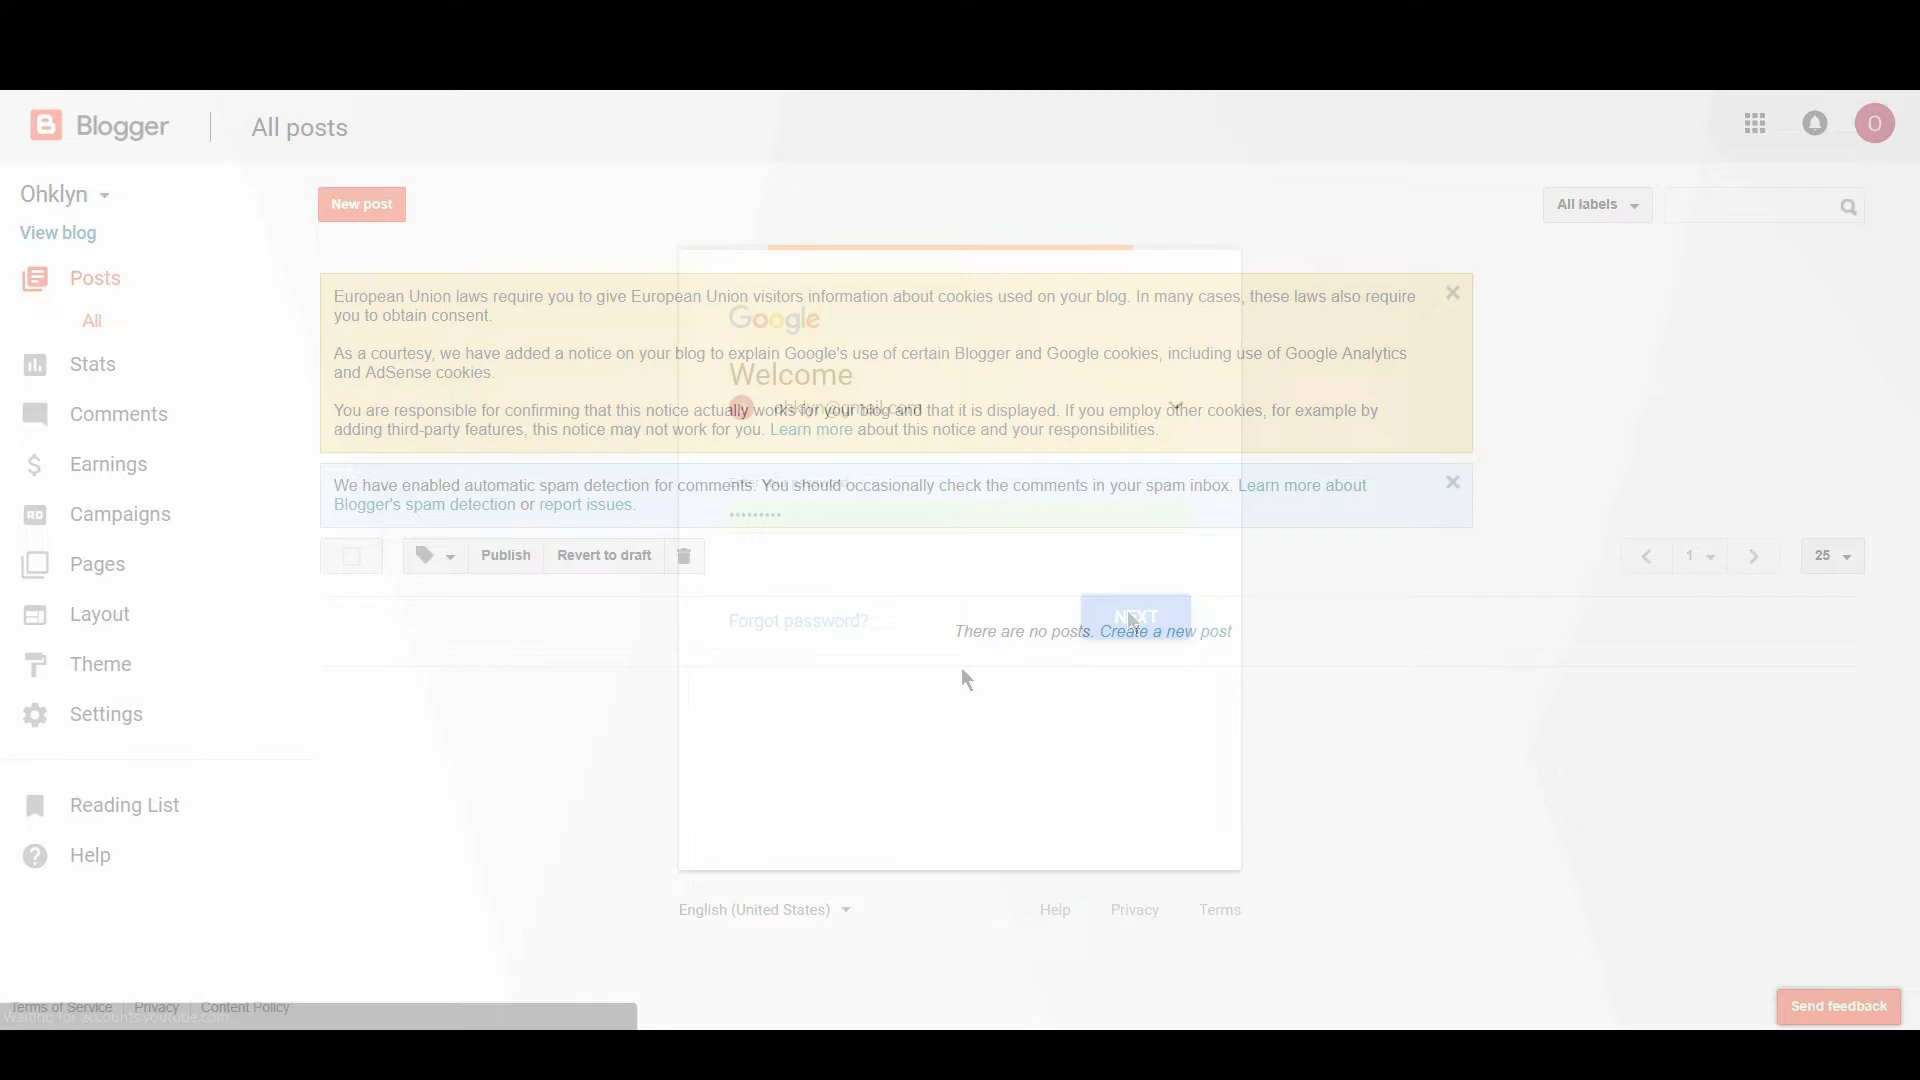 Blogger
All posts
O
Ohklyn
View blog
New post
All labels
Posts
All
Stats
Comments
Earnings
Campaigns
Pages
Layout
Theme
Settings
Reading List
Help
European Union laws require you to give European Union visitors information about cookies used on your blog. In many cases, these laws also require
you to obtain consent.
As a courtesy, we have added a notice on your blog to explain Google's use of certain Blogger and Google cookies, including use of Google Analytics
and AdSense cookies.
You are responsible for confirming that this notice actually works for your blog and that it is displayed. If you employ other cookies, for example by
adding third-party features, this notice may not work for you. Learn more about this notice and your responsibilities.
Google
Welcome
ohklyn@gmail.com
We have enabled automatic spam detection for comments. You should occasionally check the comments in your spam inbox. Learn more about
Blogger's spam detection or report issues.
Publish
Revert to draft
1
25
Forgot password?
NEXT
There are no posts. Create a new post
English (United States)
Help
Privacy
Terms
Terms of Service
Privacy
Content Policy
Waiting for accounts.youtube.com...
Send feedback